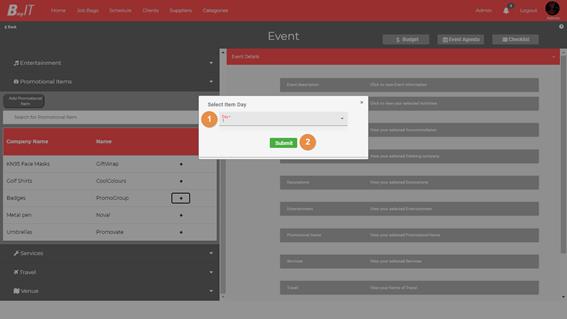 B IT Home Job Bags Schedule Clients Suppliers Categories Admin Logout
Back
Event
Budget Event Agenda Checklist
Entertainment
Promotional Items
Add Promotional Item
Search for Promotional Item
Company Name Name
KN95 Face Masks GiftWrap +
Golf Shirts CoolColours +
Badges PromoGroup +
Metal pen Noval +
Umbrellas Promovate +
Services
Travel
Venue
Event Details
Event description Click to view Event Information
Click to view your selected Activities
View your selected Accommodation
View your selected Catering company
Decorations View your selected Decorations
Entertainment View your selected Entertainment
Promotional Items View your selected Promotional Items
Services View your selected Services
Travel View your Items of Travel
Select Item Day
×
1
2
Submit